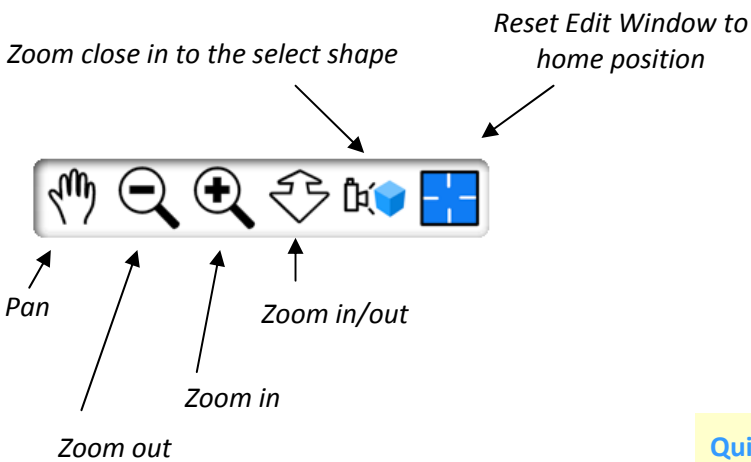 Reset Edit Window to
home position
Zoom close in to the select shape
Pan
Zoom in/out
Zoom in
Zoom out
Qui